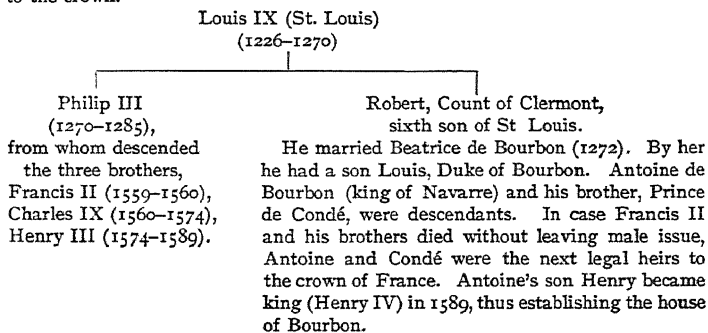 to the crown.
Louis IX (St. Louis)
(1226–1270)
Philip III
(1270–1285),
from whom descended
the three brothers,
Francis II (1559–1560),
Charles IX (1560–1574),
Henry III (1574–1589).
Robert, Count of Clermont,
sixth son of St Louis.
He married Beatrice de Bourbon (1272). By her
he had a son Louis, Duke of Bourbon. Antoine de
Bourbon (king of Navarre) and his brother, Prince
de Condé, were descendants. In case Francis II
and his brothers died without leaving male issue,
Antoine and Condé were the next legal heirs to
the crown of France. Antoine's son Henry became
king (Henry IV) in 1589, thus establishing the house
of Bourbon.